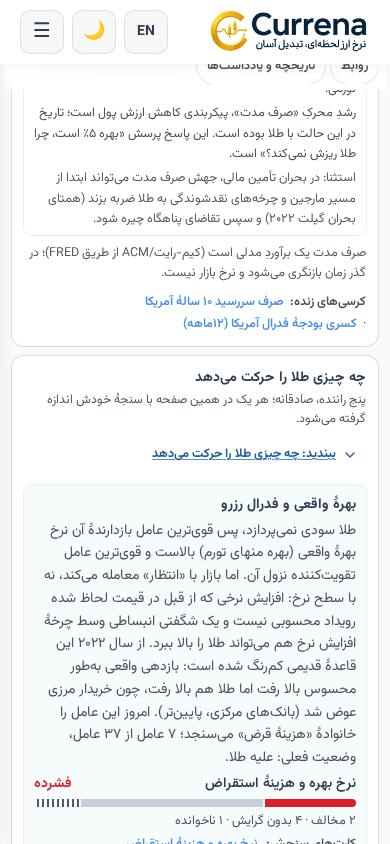 Currena
نرخ ارز لحظه‌ای، تبدیل آسان
EN
روابط
تاریخچه و یادداشت‌ها
تورمی.
رشدِ محرکِ «صرف مدت»، پیکربندی کاهش ارزش پول است؛ تاریخ
در این حالت با طلا بوده است. این پاسخ پرسش «بهره ۵٪ است، چرا
طلا ریزش نمی‌کند؟» است.
استثنا: در بحران تأمین مالی، جهش صرف مدت می‌تواند ابتدا از
مسیر مارجین و چرخه‌های نقدشوندگی به طلا ضربه بزند (همتای
بحران گیلت ۲۰۲۲) و سپس تقاضای پناهگاه چیره شود.
صرف مدت یک برآوردِ مدلی است (کیم-رایت/ACM از طریق FRED)؛ در
گذر زمان بازنگری می‌شود و نرخ بازار نیست.
کرسی‌های زنده: صرف سررسید ۱۰ سالهٔ آمریکا
· کسری بودجهٔ فدرال آمریکا (۱۲ماهه)
چه چیزی طلا را حرکت می‌دهد
پنج راننده، صادقانه؛ هر یک در همین صفحه با سنجهٔ خودش اندازه
گرفته می‌شود.
ببندید: چه چیزی طلا را حرکت می‌دهد
بهرهٔ واقعی و فدرال رزرو
طلا سودی نمی‌پردازد، پس قوی‌ترین عامل بازدارندهٔ آن نرخ
بهرهٔ واقعی (بهره منهای تورم) بالاست و قوی‌ترین عامل
تقویت‌کننده نزول آن. اما بازار با «انتظار» معامله می‌کند، نه
با سطح نرخ: افزایش نرخی که از قبل در قیمت لحاظ شده
رویداد محسوبی نیست و یک شگفتی انبساطی وسط چرخهٔ
افزایش نرخ هم می‌تواند طلا را بالا ببرد. از سال ۲۰۲۲ این
قاعدهٔ قدیمی کم‌رنگ شده است: بازدهی واقعی به‌طور
محسوس بالا رفت اما طلا هم بالا رفت، چون خریدار مرزی
عوض شد (بانک‌های مرکزی، پایین‌تر). امروز این عامل را
خانوادهٔ «هزینهٔ قرض» می‌سنجد؛ ۷ عامل از ۳۷ عامل،
وضعیت فعلی: علیه طلا.
نرخ بهره و هزینهٔ استقراض
فشرده
۲ مخالف · ۴ بدون گرایش · ۱ ناخوانده
کارت‌های سنجش: نرخ بهره و هزینهٔ استقراض